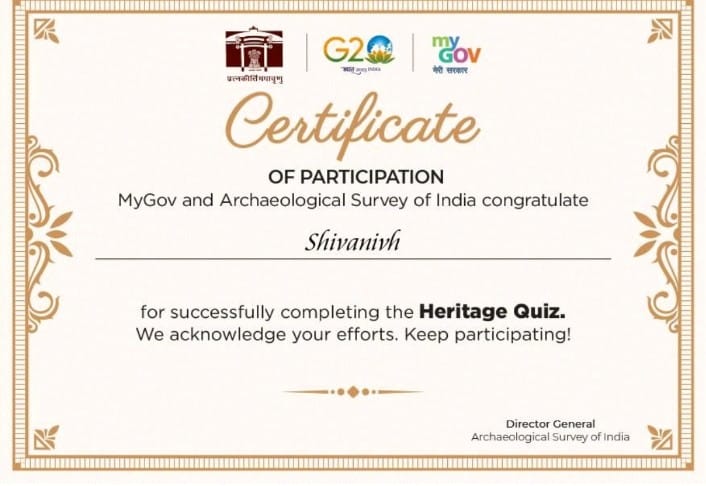 प्रत्नकीर्तिमपावृणु
G20
भारत 2023 INDIA
my
GOV
मेरी सरकार
Certificate
OF PARTICIPATION
MyGov and Archaeological Survey of India congratulate
Shivanivh
for successfully completing the Heritage Quiz.
We acknowledge your efforts. Keep participating!
Director General
Archaeological Survey of India